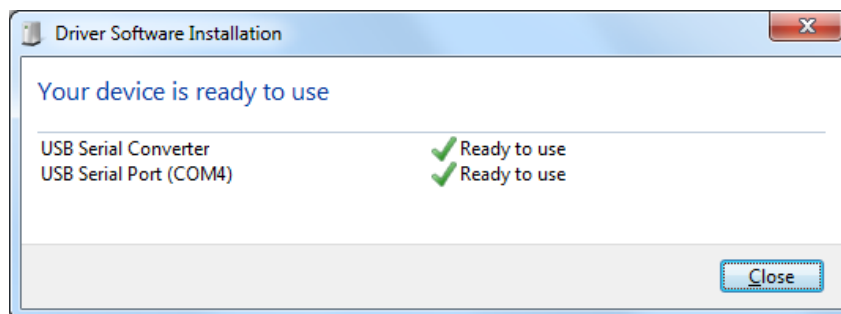 Driver Software Installation
Your device is ready to use
USB Serial Converter Ready to use
USB Serial Port (COM4) Ready to use
Close